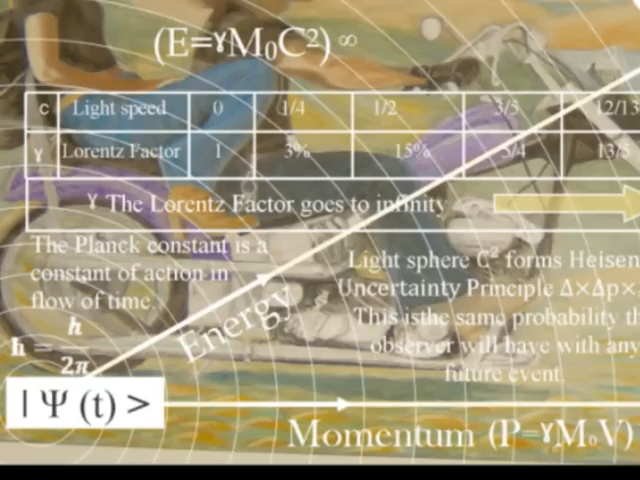 (E=ɤM₀C²)∞
c Light speed 0 1/4 1/2 3/5 12/13
ɣ Lorentz Factor 1 3% 15% 5/4 13/5
ɣ The Lorentz Factor goes to infinity
The Planck constant is a
constant of action in
flow of time.
ħ = h
2π
Light sphere C² forms Heisen
Uncertainty Principle Δ×Δp×
This isthe same probability th
observer will have with any
future event.
Energy
| Ψ (t) >
Momentum (P=ɤM₀V)